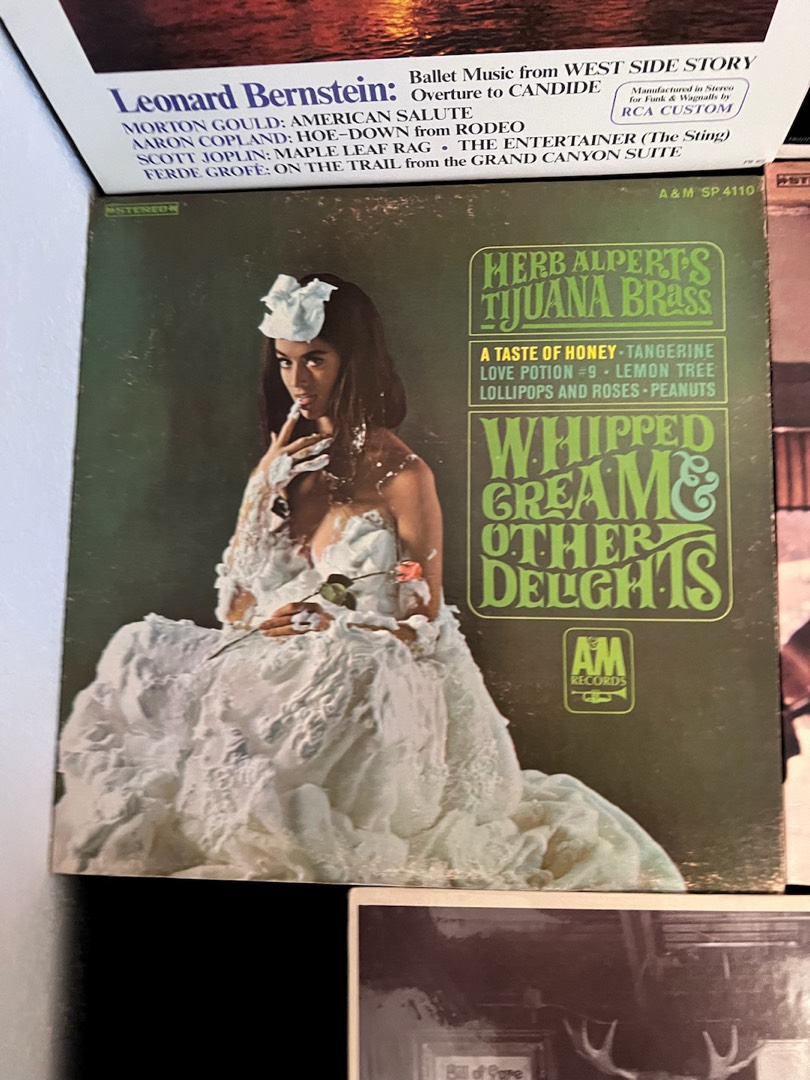 Leonard Bernstein: Ballet Music from WEST SIDE STORY
Overture to CANDIDE
MORTON GOULD: AMERICAN SALUTE
AARON COPLAND: HOE-DOWN from RODEO
SCOTT JOPLIN: MAPLE LEAF RAG • THE ENTERTAINER (The Sting)
FERDE GROFÉ: ON THE TRAIL from the GRAND CANYON SUITE
Manufactured in Stereo
for Funk & Wagnalls by
RCA CUSTOM
STEREO
A&M SP 4110
HERB ALPERT'S
TIJUANA BRASS
A TASTE OF HONEY • TANGERINE
LOVE POTION #9 • LEMON TREE
LOLLIPOPS AND ROSES • PEANUTS
WHIPPED
CREAM &
OTHER
DELIGHTS
A&M
RECORDS
Bill of Fare